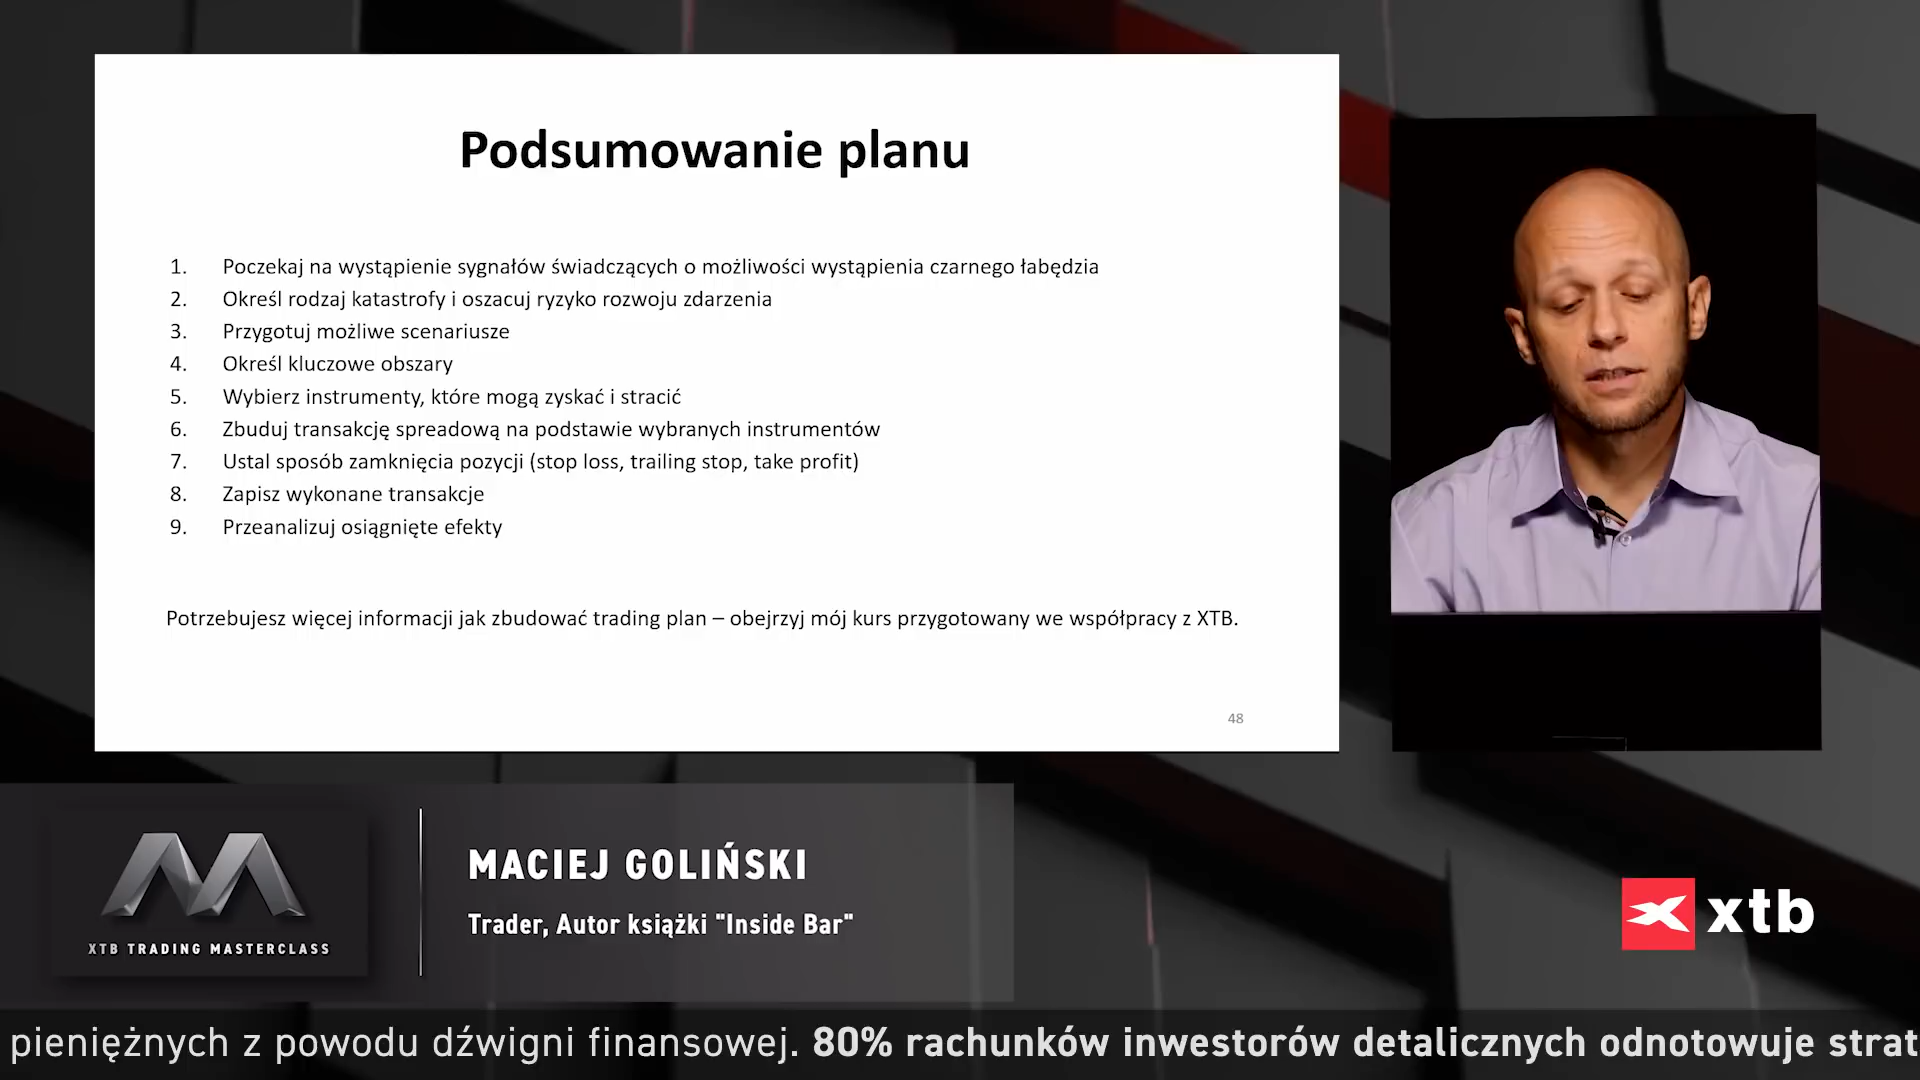 Podsumowanie planu
1. Poczekaj na wystąpienie sygnałów świadczących o możliwości wystąpienia czarnego łabędzia
2. Określ rodzaj katastrofy i oszacuj ryzyko rozwoju zdarzenia
3. Przygotuj możliwe scenariusze
4. Określ kluczowe obszary
5. Wybierz instrumenty, które mogą zyskać i stracić
6. Zbuduj transakcję spreadową na podstawie wybranych instrumentów
7. Ustal sposób zamknięcia pozycji (stop loss, trailing stop, take profit)
8. Zapisz wykonane transakcje
9. Przeanalizuj osiągnięte efekty
Potrzebujesz więcej informacji jak zbudować trading plan – obejrzyj mój kurs przygotowany we współpracy z XTB.
48
XTB TRADING MASTERCLASS
MACIEJ GOLIŃSKI
Trader, Autor książki "Inside Bar"
xtb
pieniężnych z powodu dźwigni finansowej. 80% rachunków inwestorów detalicznych odnotowuje strat